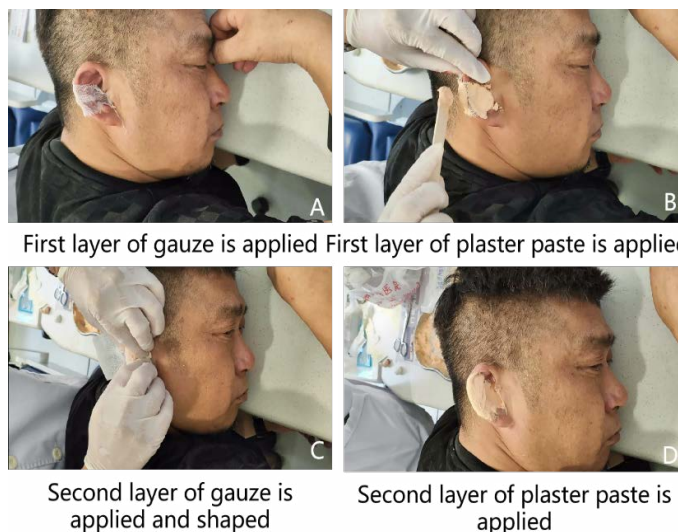 A
B
First layer of gauze is applied
First layer of plaster paste is applied
C
D
Second layer of gauze is
applied and shaped
Second layer of plaster paste is
applied